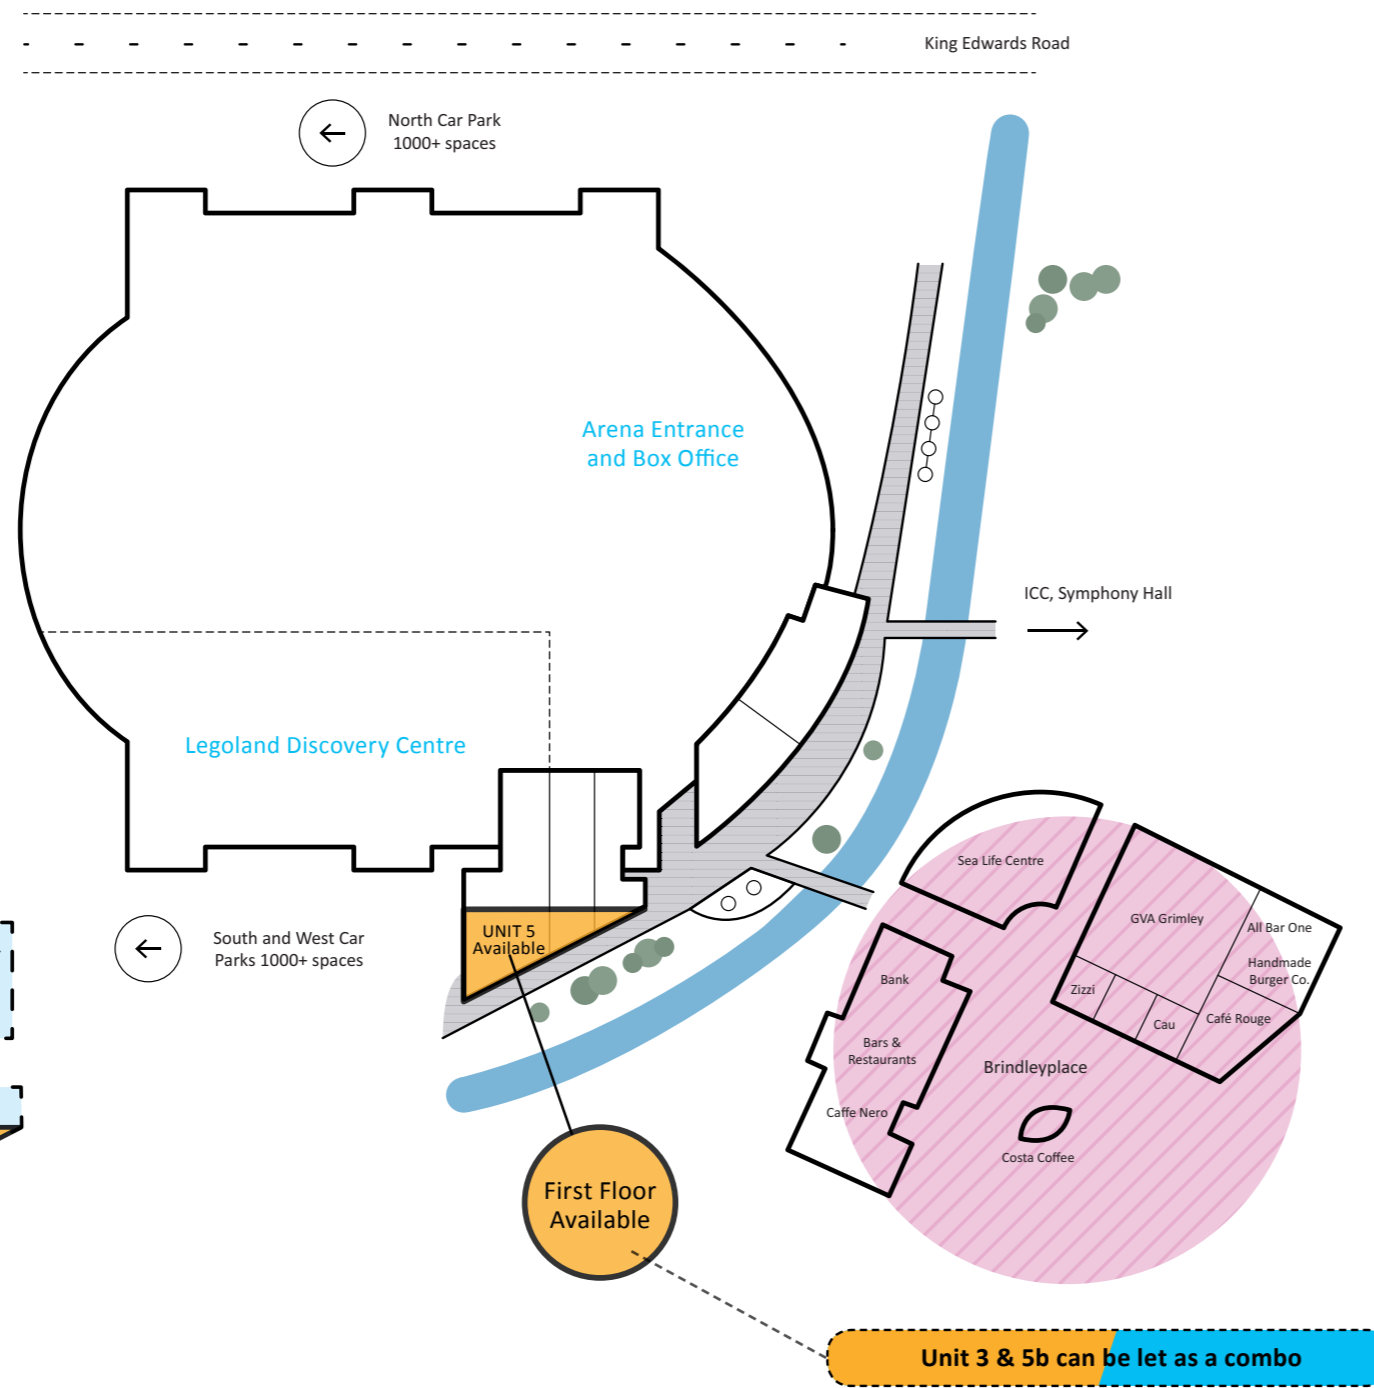 King Edwards Road
North Car Park
1000+ spaces
Arena Entrance
and Box Office
ICC, Symphony Hall
Legoland Discovery Centre
Sea Life Centre
GVA Grimley
All Bar One
Handmade
Burger Co.
UNIT 5
Available
South and West Car
Parks 1000+ spaces
Bank
Zizzi
Cau
Café Rouge
Bars &
Restaurants
Brindleyplace
Caffe Nero
Costa Coffee
First Floor
Available
Unit 3 & 5b can be let as a combo